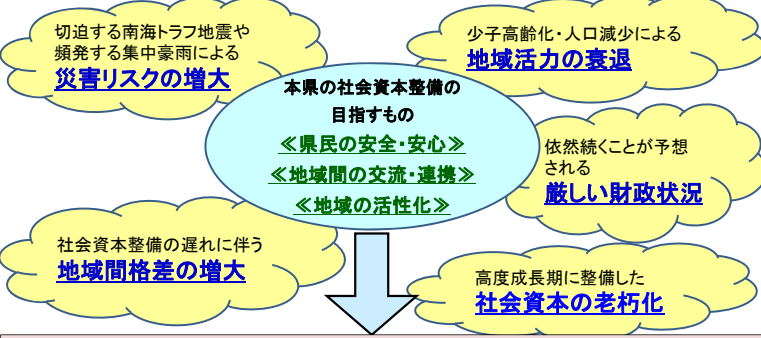 切迫する南海トラフ地震や
頻発する集中豪雨による
災害リスクの増大
少子高齢化・人口減少による
地域活力の衰退
本県の社会資本整備の
目指すもの
≪県民の安全・安心≫
≪地域間の交流・連携≫
≪地域の活性化≫
依然続くことが予想
される
厳しい財政状況
社会資本整備の遅れに伴う
地域間格差の増大
高度成長期に整備した
社会資本の老朽化